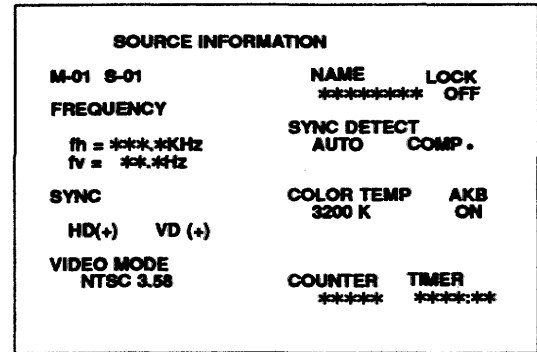 SOURCE INFORMATION
M-01 S-01
NAME LOCK
******** OFF
FREQUENCY
fh = ***.*KHz
fv = **.*Hz
SYNC DETECT
AUTO COMP.
SYNC
HD(+) VD (+)
COLOR TEMP AKB
3200 K ON
VIDEO MODE
NTSC 3.58
COUNTER TIMER
***** ****:**